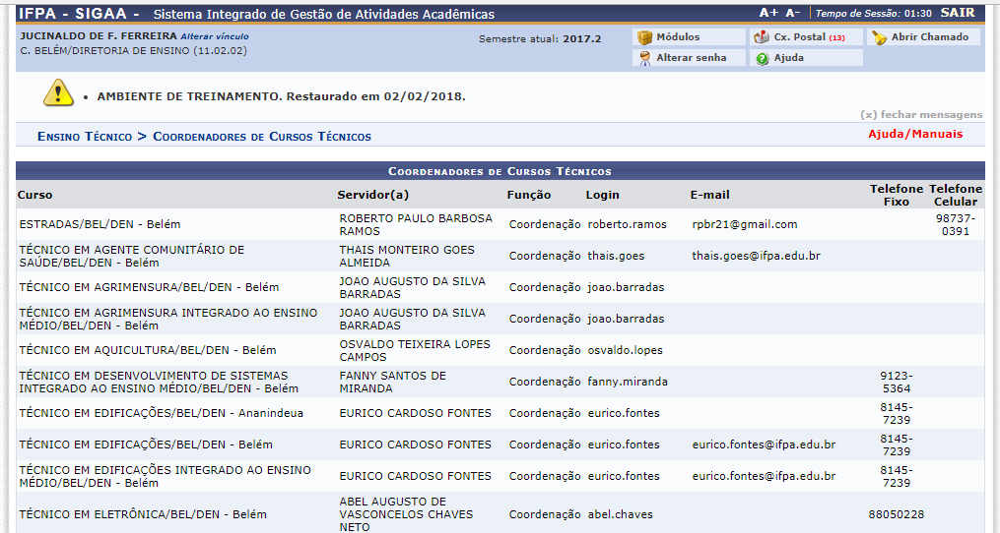 IFPA - SIGAA - Sistema Integrado de Gestão de Atividades Acadêmicas A+ A- Tempo de Sessão: 01:30 SAIR
JUCINALDO DE F. FERREIRA Alterar vínculo
C. BELÉM/DIRETORIA DE ENSINO (11.02.02)
Semestre atual: 2017.2
Módulos Cx. Postal (13) Abrir Chamado
Alterar senha Ajuda
• AMBIENTE DE TREINAMENTO. Restaurado em 02/02/2018.
(x) fechar mensagens
Ensino Técnico > Coordenadores de Cursos Técnicos Ajuda/Manuais
Coordenadores de Cursos Técnicos
Curso Servidor(a) Função Login E-mail Telefone Fixo Telefone Celular
ESTRADAS/BEL/DEN - Belém ROBERTO PAULO BARBOSA RAMOS Coordenação roberto.ramos rpbr21@gmail.com 98737-0391
TÉCNICO EM AGENTE COMUNITÁRIO DE SAÚDE/BEL/DEN - Belém THAIS MONTEIRO GOES ALMEIDA Coordenação thais.goes thais.goes@ifpa.edu.br
TÉCNICO EM AGRIMENSURA/BEL/DEN - Belém JOAO AUGUSTO DA SILVA BARRADAS Coordenação joao.barradas
TÉCNICO EM AGRIMENSURA INTEGRADO AO ENSINO MÉDIO/BEL/DEN - Belém JOAO AUGUSTO DA SILVA BARRADAS Coordenação joao.barradas
TÉCNICO EM AQUICULTURA/BEL/DEN - Belém OSVALDO TEIXEIRA LOPES CAMPOS Coordenação osvaldo.lopes
TÉCNICO EM DESENVOLVIMENTO DE SISTEMAS INTEGRADO AO ENSINO MÉDIO/BEL/DEN - Belém FANNY SANTOS DE MIRANDA Coordenação fanny.miranda 9123-5364
TÉCNICO EM EDIFICAÇÕES/BEL/DEN - Ananindeua EURICO CARDOSO FONTES Coordenação eurico.fontes 8145-7239
TÉCNICO EM EDIFICAÇÕES/BEL/DEN - Belém EURICO CARDOSO FONTES Coordenação eurico.fontes eurico.fontes@ifpa.edu.br 8145-7239
TÉCNICO EM EDIFICAÇÕES INTEGRADO AO ENSINO MÉDIO/BEL/DEN - Belém EURICO CARDOSO FONTES Coordenação eurico.fontes eurico.fontes@ifpa.edu.br 8145-7239
TÉCNICO EM ELETRÔNICA/BEL/DEN - Belém ABEL AUGUSTO DE VASCONCELOS CHAVES NETO Coordenação abel.chaves 88050228